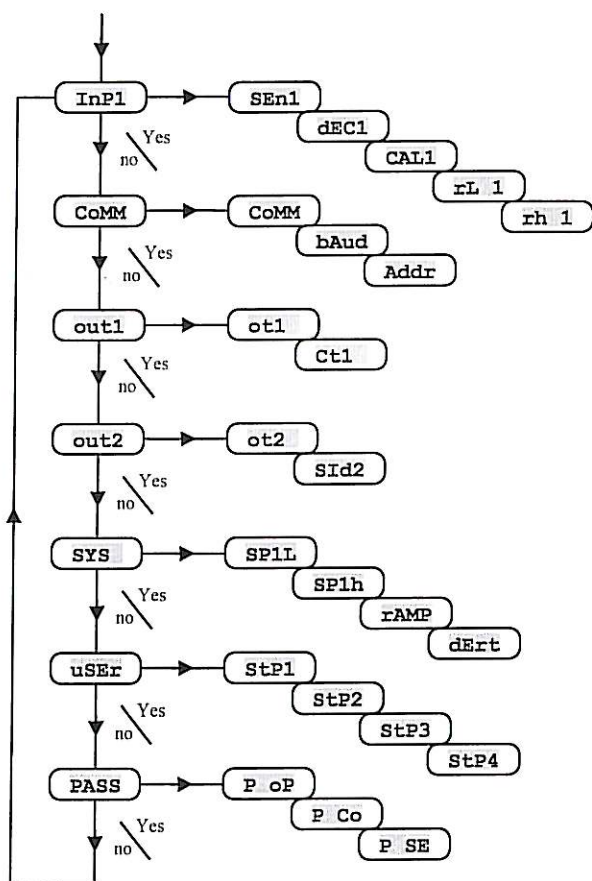 InP1 SEn1
dEC1
CAL1
rL 1
rh 1
Yes
no
CoMM CoMM
bAud
Addr
Yes
no
out1 ot1
Ct1
Yes
no
out2 ot2
SId2
Yes
no
SYS SP1L
SP1h
rAMP
dErt
Yes
no
uSEr StP1
StP2
StP3
StP4
Yes
no
PASS P oP
P Co
P SE
Yes
no